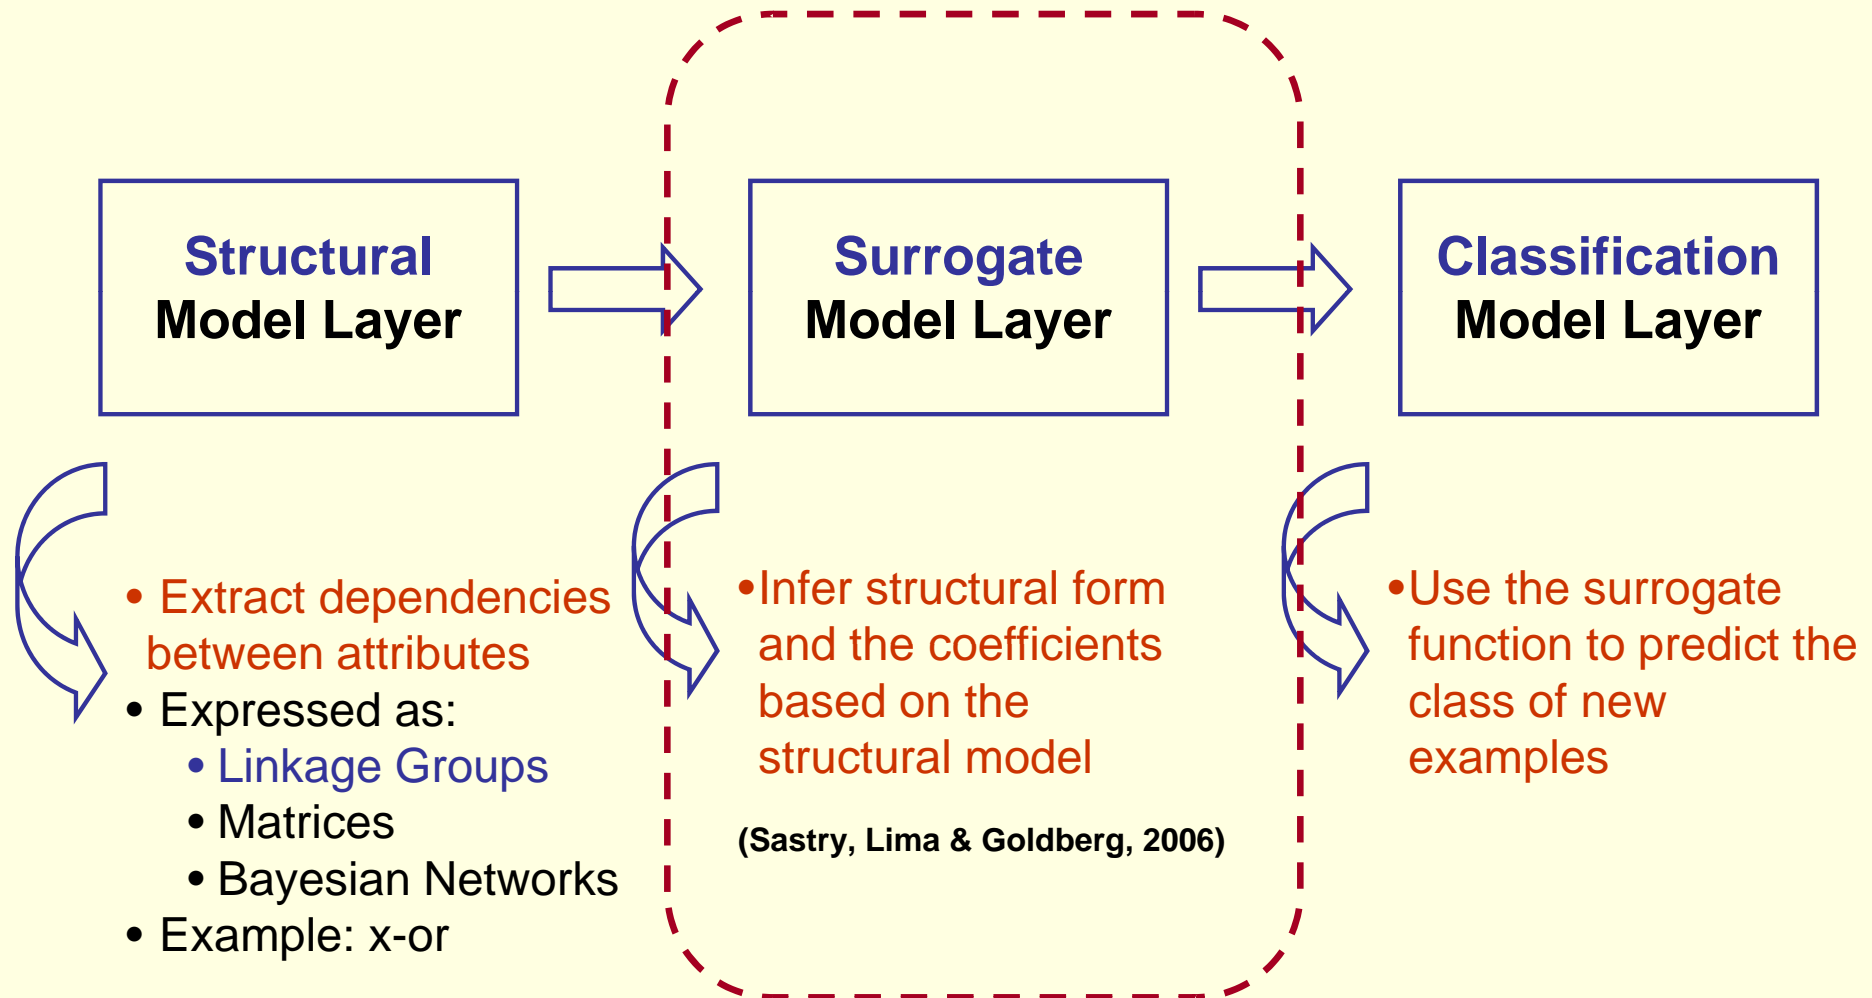 Structural
Model Layer
Surrogate
Model Layer
Classification
Model Layer
• Extract dependencies
between attributes
• Expressed as:
• Linkage Groups
• Matrices
• Bayesian Networks
• Example: x-or
•Infer structural form
and the coefficients
based on the
structural model
(Sastry, Lima & Goldberg, 2006)
•Use the surrogate
function to predict the
class of new
examples